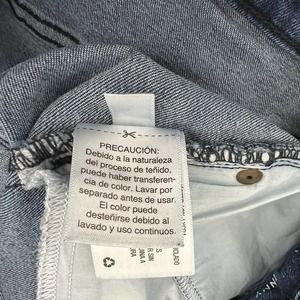 PRECAUCIÓN:
Debido a la naturaleza
del proceso de teñido,
puede haber transferen-
cia de color. Lavar por
separado antes de usar.
El color puede
desteñirse debido al
lavado y uso continuos.